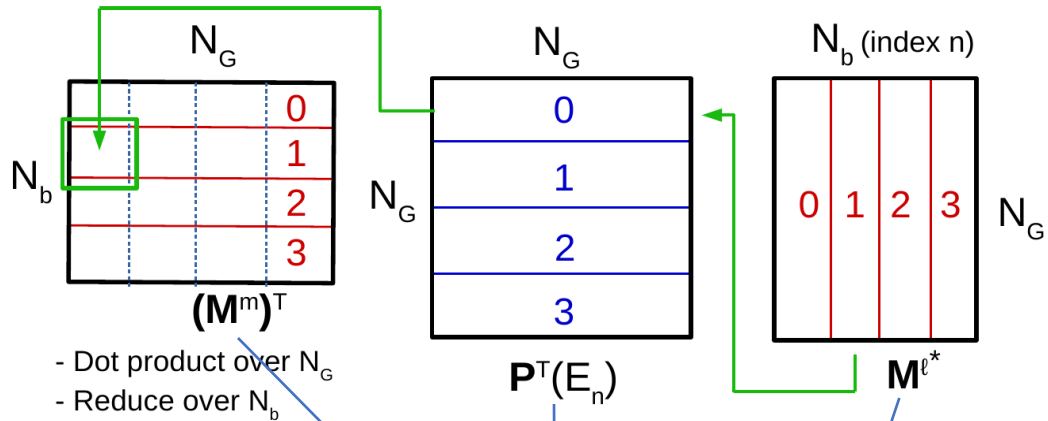 N_G
N_G
N_b (index n)
0
1
2
3
N_b
0
1
2
3
N_G
0 1 2 3
N_G
(M^m)^T
P^T(E_n)
M^ℓ*
- Dot product over N_G
- Reduce over N_b